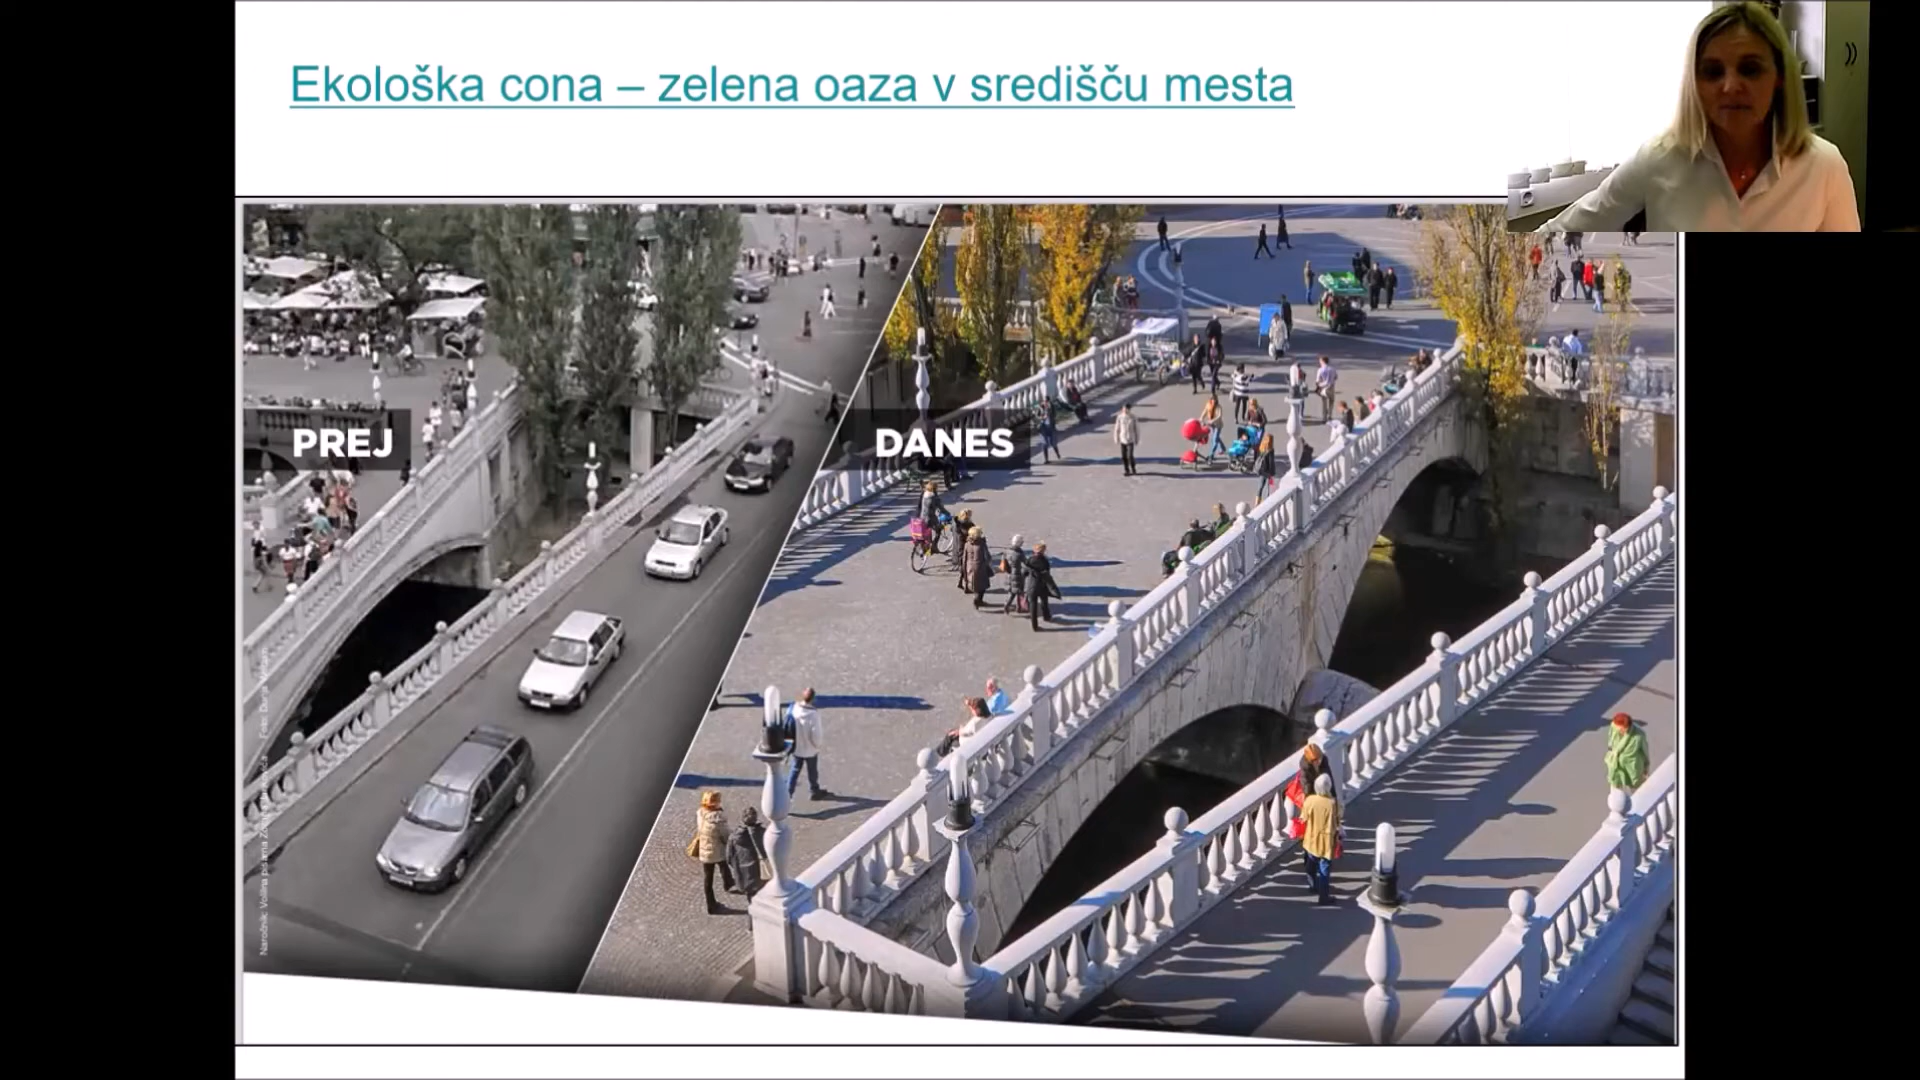 Ekološka cona – zelena oaza v središču mesta
PREJ
DANES